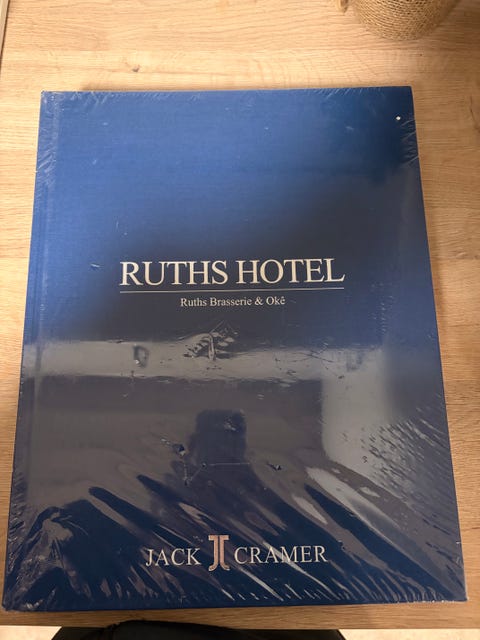 RUTHS HOTEL
Ruths Brasserie & Okê
JACK CRAMER